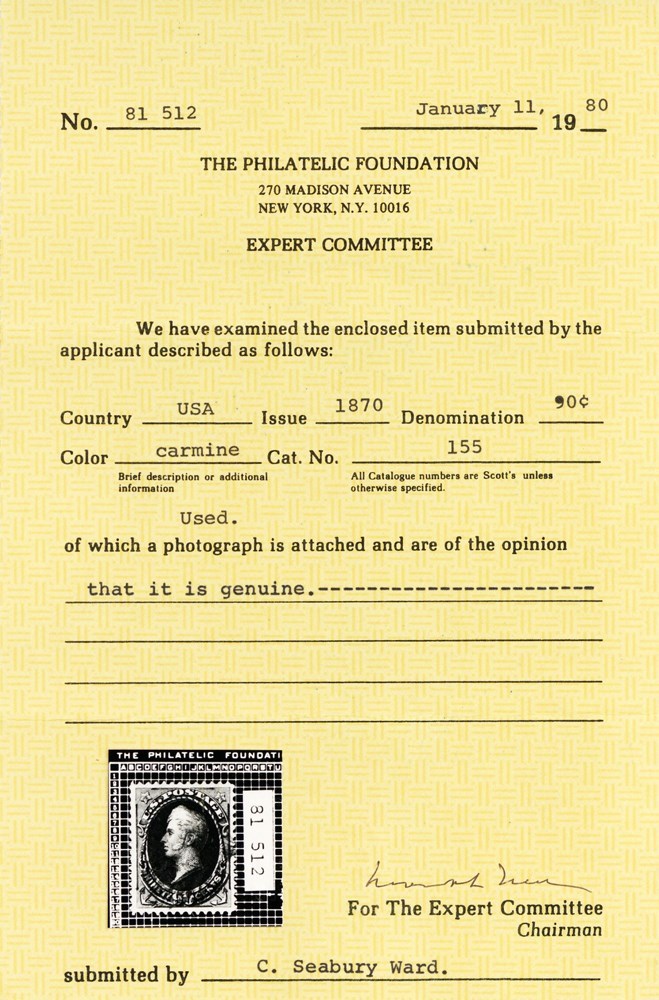 No. 81 512 January 11, 19 80
THE PHILATELIC FOUNDATION
270 MADISON AVENUE
NEW YORK, N.Y. 10016
EXPERT COMMITTEE
We have examined the enclosed item submitted by the
applicant described as follows:
Country USA Issue 1870 Denomination 90¢
Color carmine Cat. No. 155
Brief description or additional
information
All Catalogue numbers are Scott's unless
otherwise specified.
Used.
of which a photograph is attached and are of the opinion
that it is genuine.-----------------------
THE PHILATELIC FOUNDATI
ABCDEFGHIJKLMNOPQRSTU
81 512
For The Expert Committee
Chairman
submitted by C. Seabury Ward.